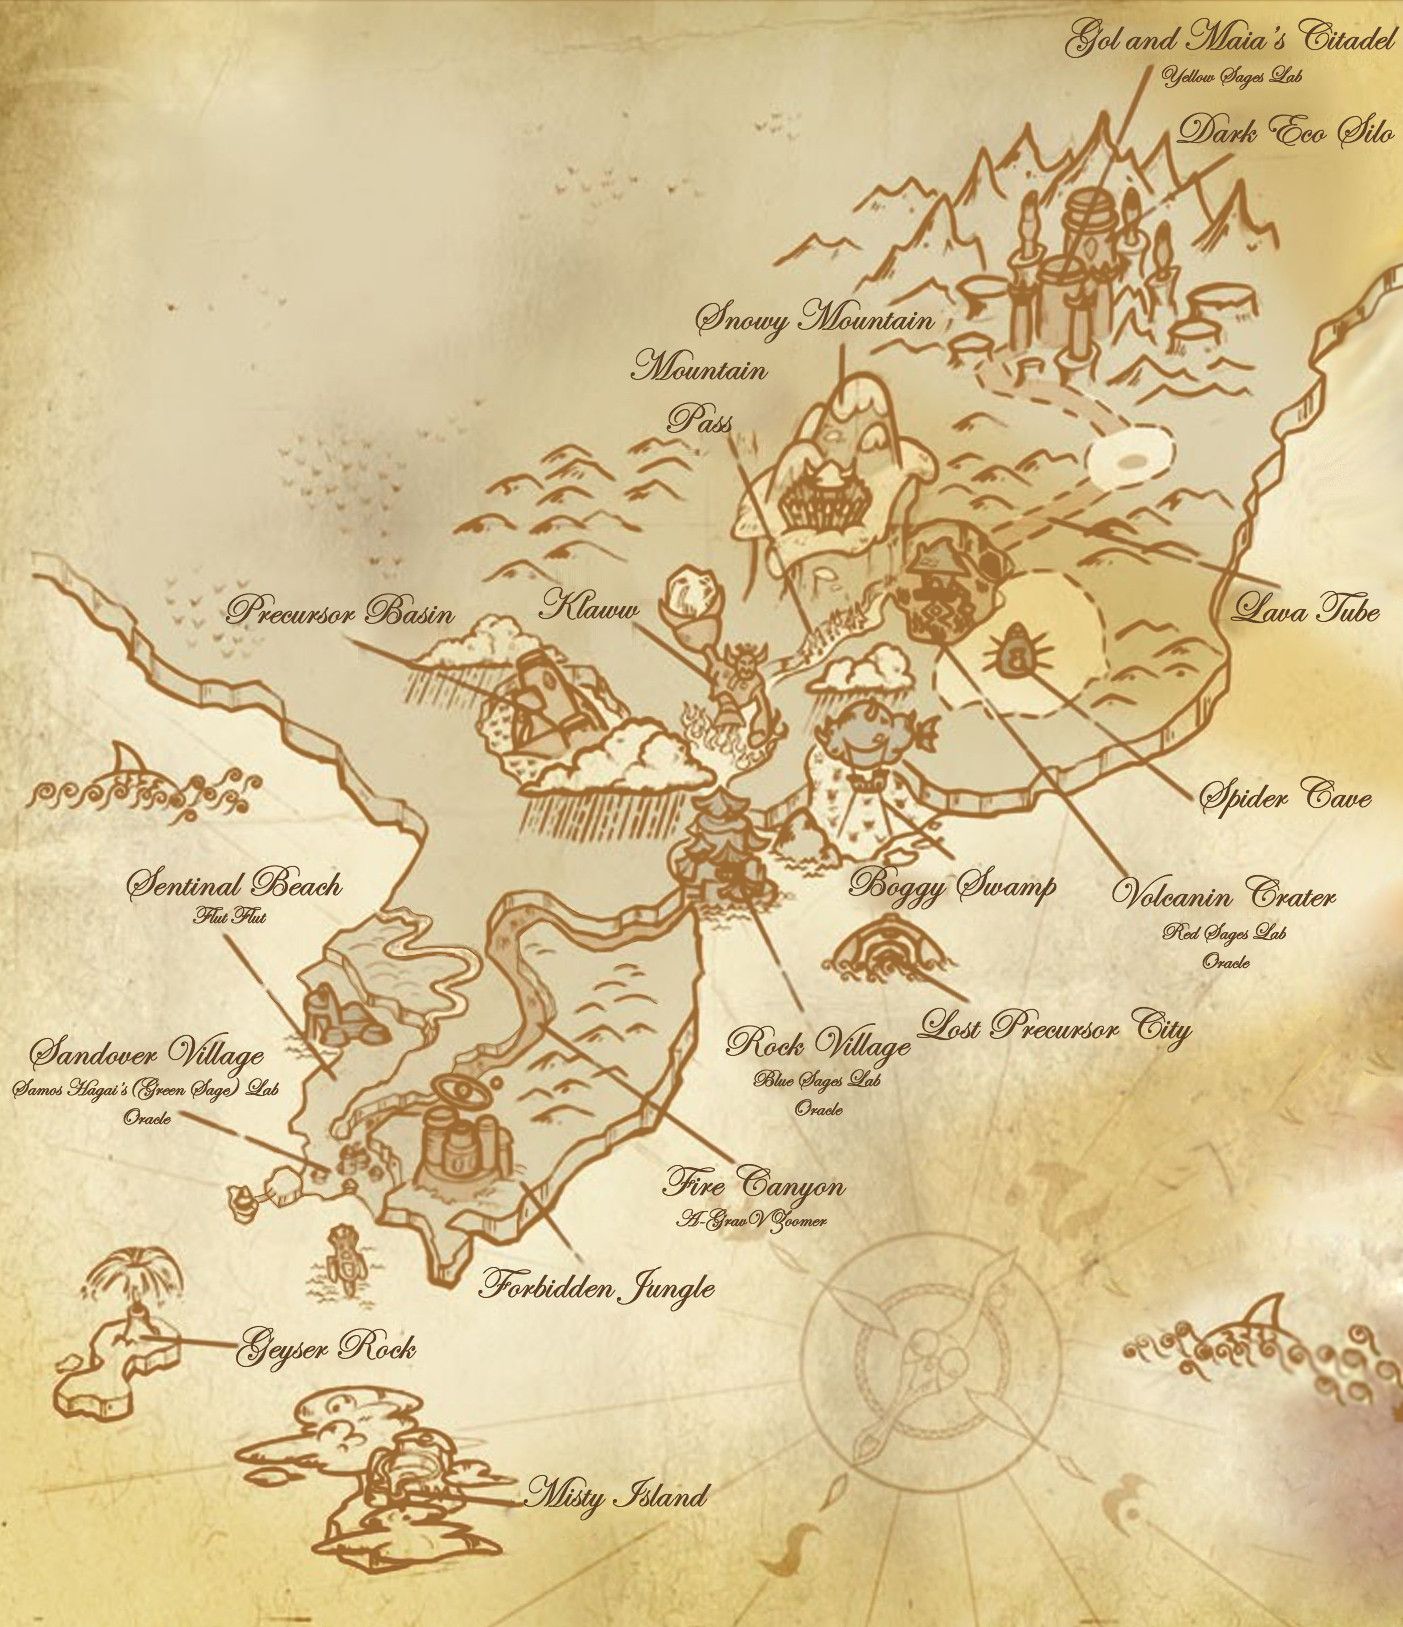 Gol and Maia's Citadel
Yellow Sages Lab
Dark Eco Silo
Snowy Mountain
Mountain
Pass
Precursor Basin
Klaww
Lava Tube
Spider Cave
Sentinal Beach
Flut Flut
Boggy Swamp
Volcanin Crater
Red Sages Lab
Oracle
Sandover Village
Samos Hagai's (Green Sage) Lab
Oracle
Rock Village
Blue Sages Lab
Oracle
Lost Precursor City
Fire Canyon
A-Grav Zoomer
Forbidden Jungle
Geyser Rock
Misty Island